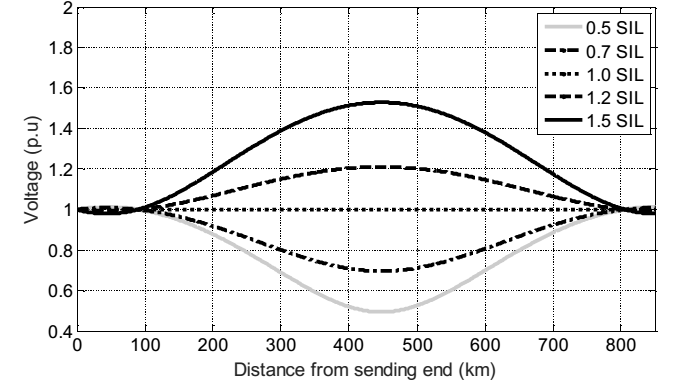 2
1.8
1.6
1.4
1.2
1
0.8
0.6
0.4
Voltage (p.u)
0.5 SIL
0.7 SIL
1.0 SIL
1.2 SIL
1.5 SIL
0 100 200 300 400 500 600 700 800
Distance from sending end (km)